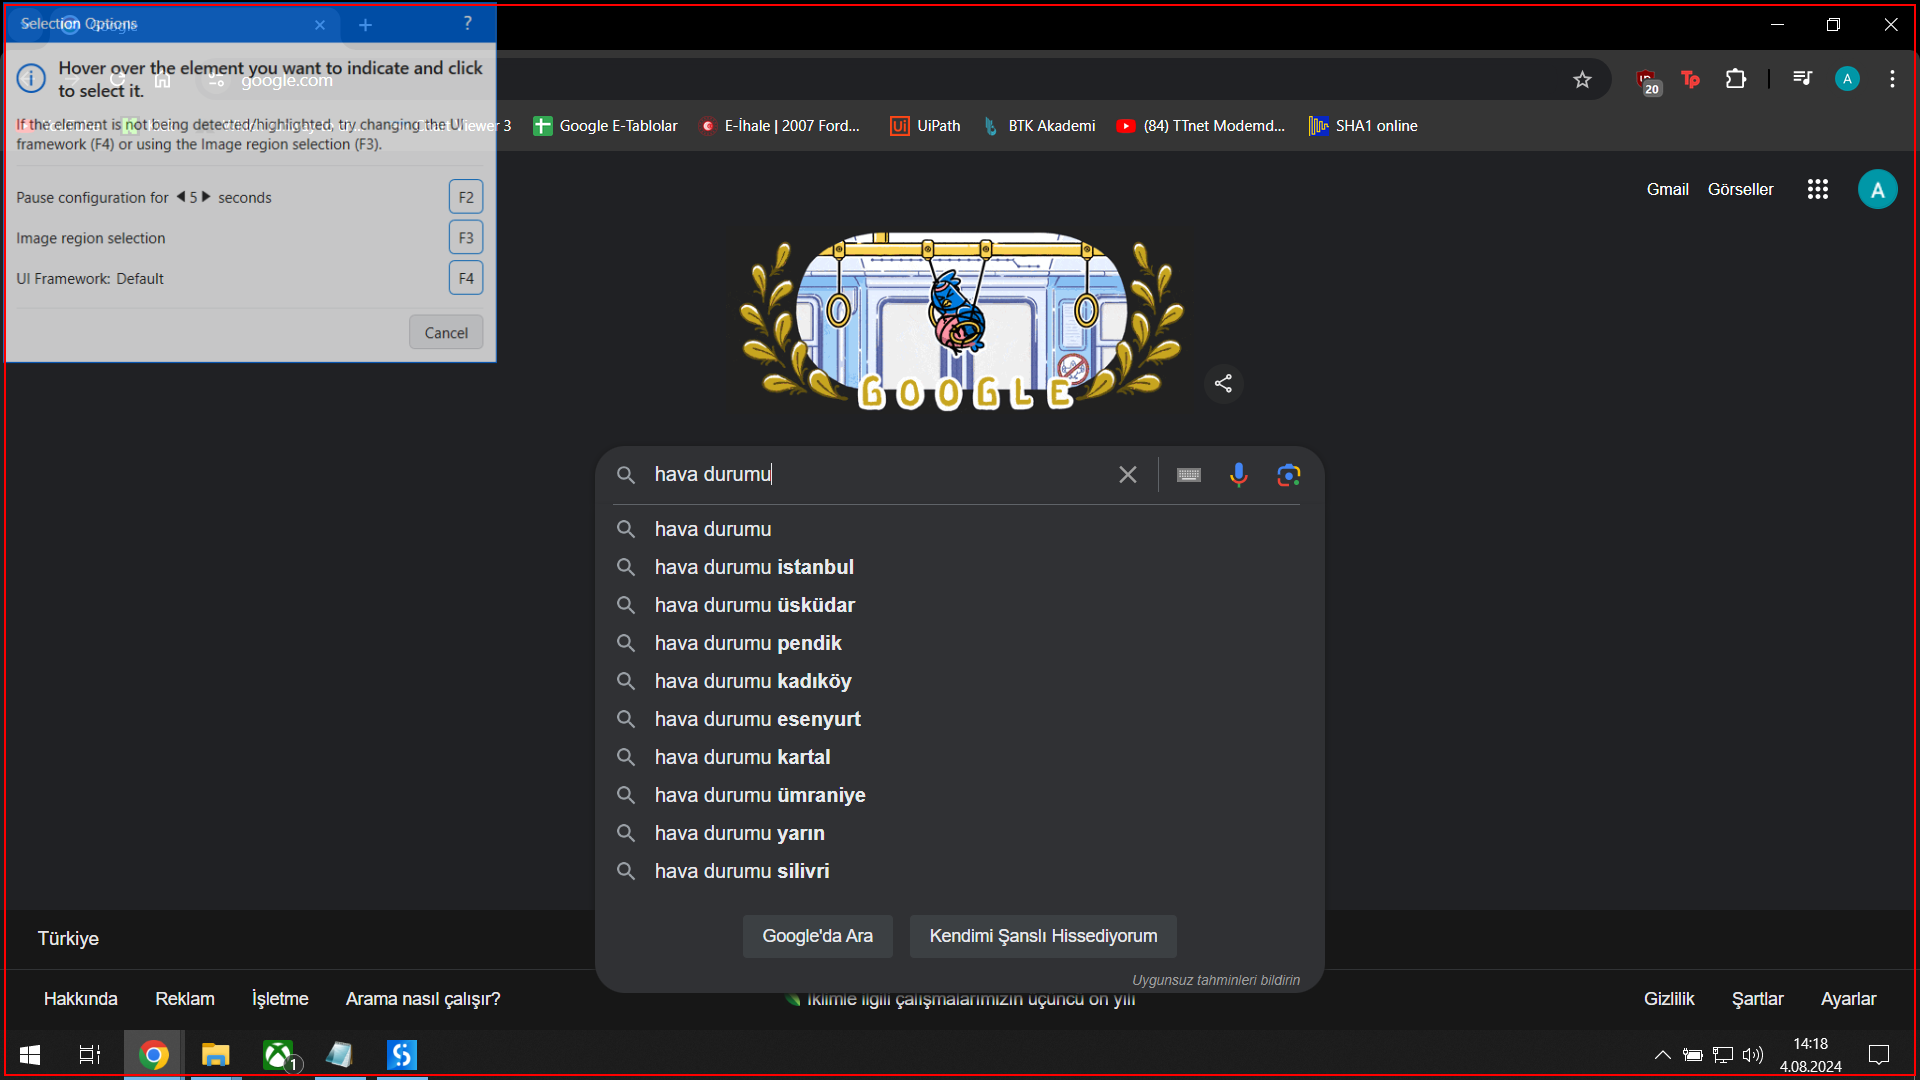 Selection Options
Google
?
Hover over the element you want to indicate and click
to select it.
google.com
20
A
If the element is not being detected/highlighted, try changing the UI
framework (F4) or using the Image region selection (F3).
Viewer 3
Google E-Tablolar
E-İhale | 2007 Ford...
UiPath
BTK Akademi
(84) TTnet Modemd...
SHA1 online
Pause configuration for 5 seconds
F2
Image region selection
F3
UI Framework: Default
F4
Cancel
Gmail
Görseller
A
GOOGLE
hava durumu
hava durumu
hava durumu istanbul
hava durumu üsküdar
hava durumu pendik
hava durumu kadıköy
hava durumu esenyurt
hava durumu kartal
hava durumu ümraniye
hava durumu yarın
hava durumu silivri
Google'da Ara
Kendimi Şanslı Hissediyorum
Uygunsuz tahminleri bildirin
Türkiye
Hakkında
Reklam
İşletme
Arama nasıl çalışır?
İklimle ilgili çalışmalarımızın üçüncü on yılı
Gizlilik
Şartlar
Ayarlar
1
14:18
4.08.2024